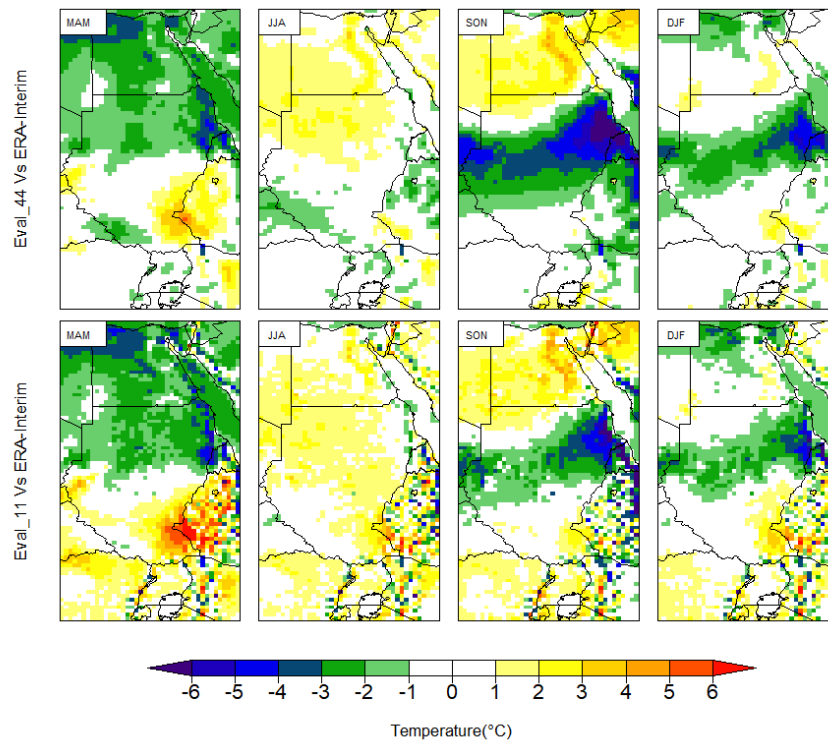 Eval_44 Vs ERA-Interim
MAM
JJA
SON
DJF
Eval_11 Vs ERA-Interim
MAM
JJA
SON
DJF
-6 -5 -4 -3 -2 -1 0 1 2 3 4 5 6
Temperature(°C)